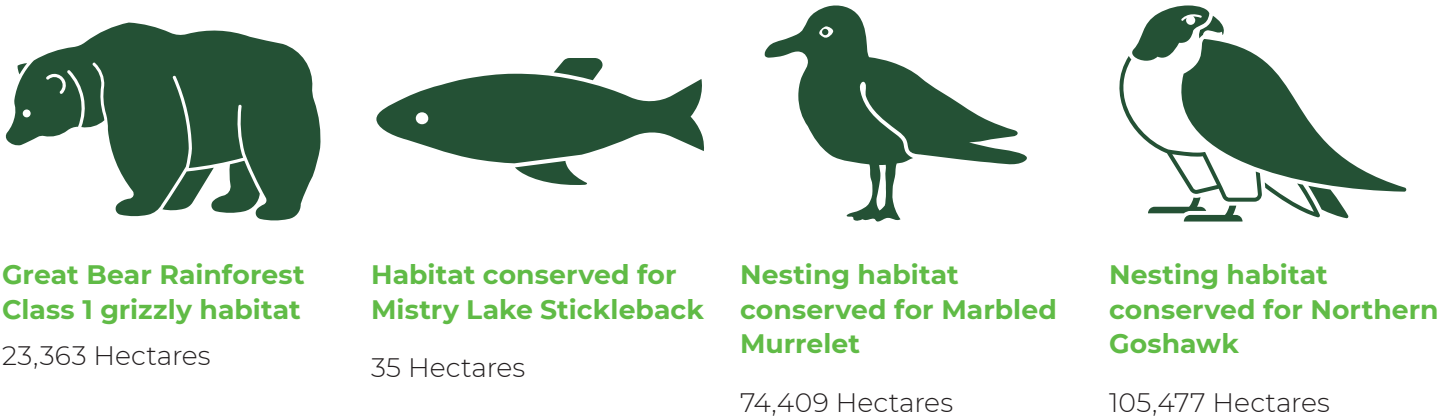 Great Bear Rainforest
Class 1 grizzly habitat
23,363 Hectares
Habitat conserved for
Mistry Lake Stickleback
35 Hectares
Nesting habitat
conserved for Marbled
Murrelet
74,409 Hectares
Nesting habitat
conserved for Northern
Goshawk
105,477 Hectares